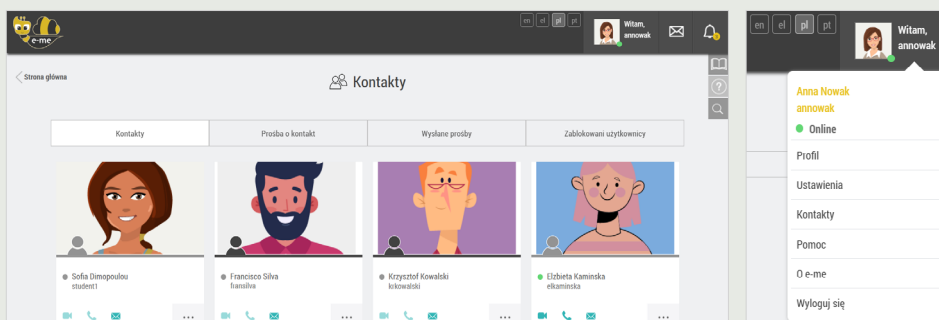 e-me
en el pl pt
Witam,
annowak
Strona główna
Kontakty
Kontakty
Prośba o kontakt
Wysłane prośby
Zablokowani użytkownicy
Sofia Dimopoulou
student1
Francisco Silva
fransilva
Krzysztof Kowalski
krkowalski
Elzbieta Kaminska
elkaminska
en el pl pt
Witam,
annowak
Anna Nowak
annowak
Online
Profil
Ustawienia
Kontakty
Pomoc
O e-me
Wyloguj się